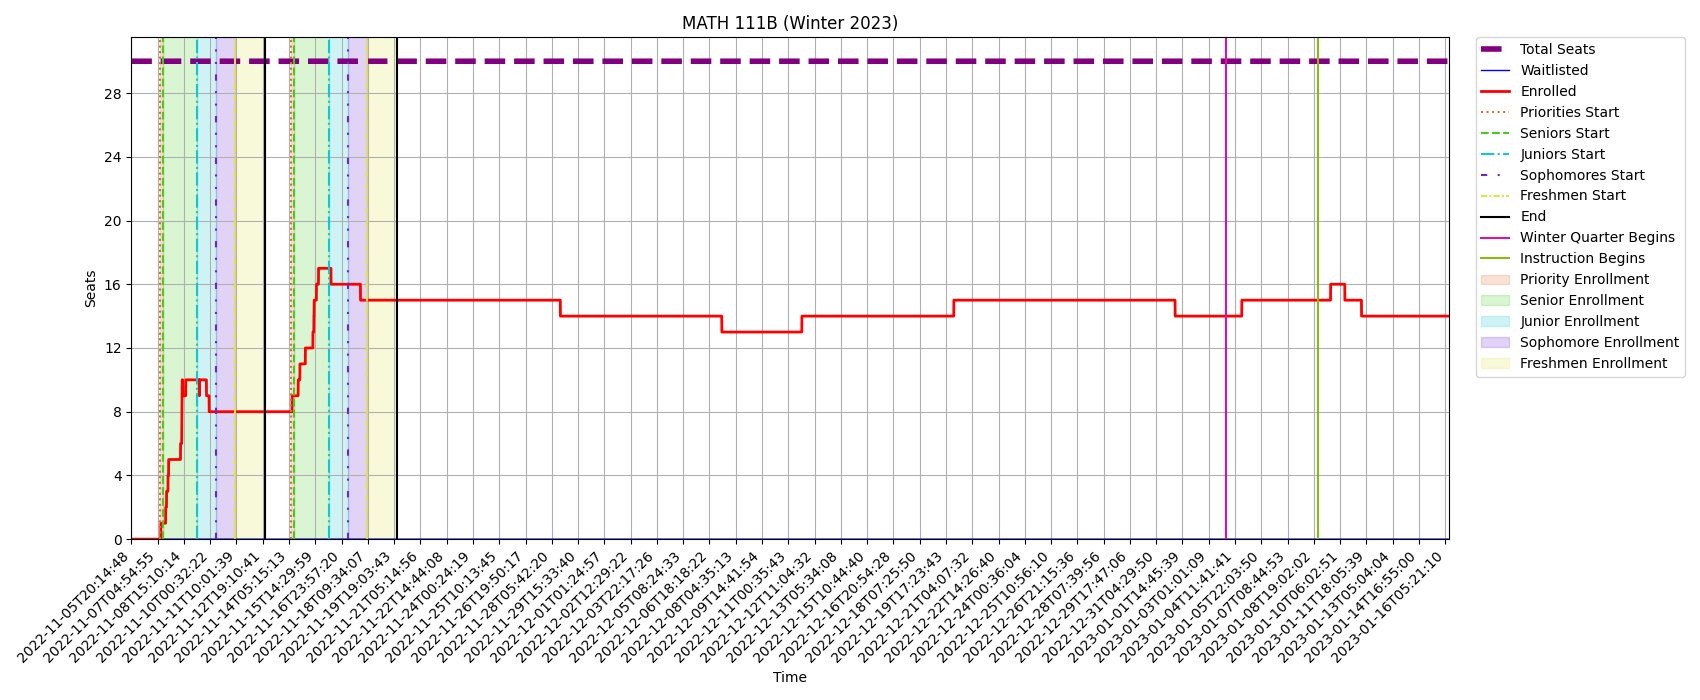 MATH 111B (Winter 2023)
Seats
28
24
20
16
12
8
4
0
2022-11-05T20:14:48
2022-11-07T04:54:55
2022-11-08T15:10:14
2022-11-10T00:32:22
2022-11-11T10:01:39
2022-11-12T19:10:41
2022-11-14T05:15:13
2022-11-15T14:29:59
2022-11-16T23:57:20
2022-11-18T09:34:07
2022-11-19T19:03:43
2022-11-21T05:14:56
2022-11-22T14:44:08
2022-11-24T00:24:19
2022-11-25T10:13:45
2022-11-26T19:50:17
2022-11-28T05:42:20
2022-11-29T15:33:40
2022-12-01T01:24:57
2022-12-02T12:29:22
2022-12-03T22:17:26
2022-12-05T08:24:33
2022-12-06T18:18:22
2022-12-08T04:35:13
2022-12-09T14:41:54
2022-12-11T00:35:43
2022-12-12T11:04:32
2022-12-13T05:34:08
2022-12-15T10:44:40
2022-12-16T20:54:28
2022-12-18T07:25:50
2022-12-19T17:23:43
2022-12-21T04:07:32
2022-12-22T14:26:40
2022-12-24T00:36:04
2022-12-25T10:56:10
2022-12-26T21:15:36
2022-12-28T07:39:56
2022-12-29T17:47:06
2022-12-31T04:29:50
2023-01-01T14:45:39
2023-01-03T01:01:09
2023-01-04T11:41:41
2023-01-05T22:03:50
2023-01-07T08:44:53
2023-01-08T19:02:02
2023-01-10T06:02:51
2023-01-11T18:05:39
2023-01-13T05:04:04
2023-01-14T16:55:00
2023-01-16T05:21:10
Time
Total Seats
Waitlisted
Enrolled
Priorities Start
Seniors Start
Juniors Start
Sophomores Start
Freshmen Start
End
Winter Quarter Begins
Instruction Begins
Priority Enrollment
Senior Enrollment
Junior Enrollment
Sophomore Enrollment
Freshmen Enrollment